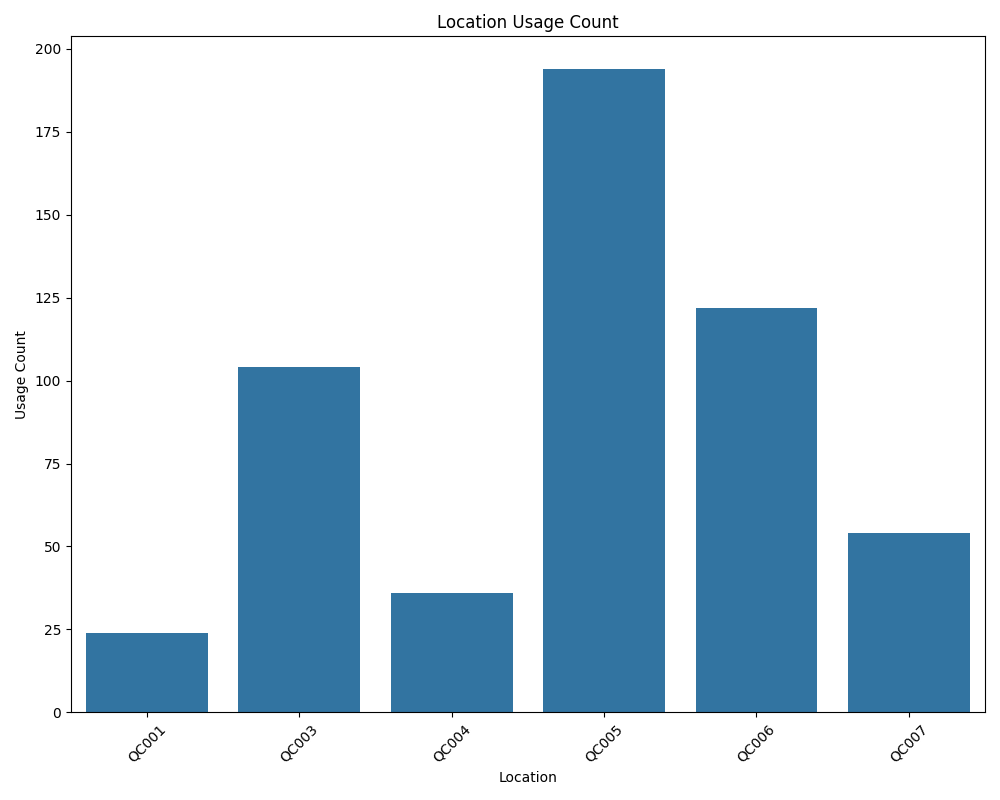 Location Usage Count
200
175
150
125
100
75
50
25
0
Usage Count
QC001
QC003
QC004
QC005
QC006
QC007
Location